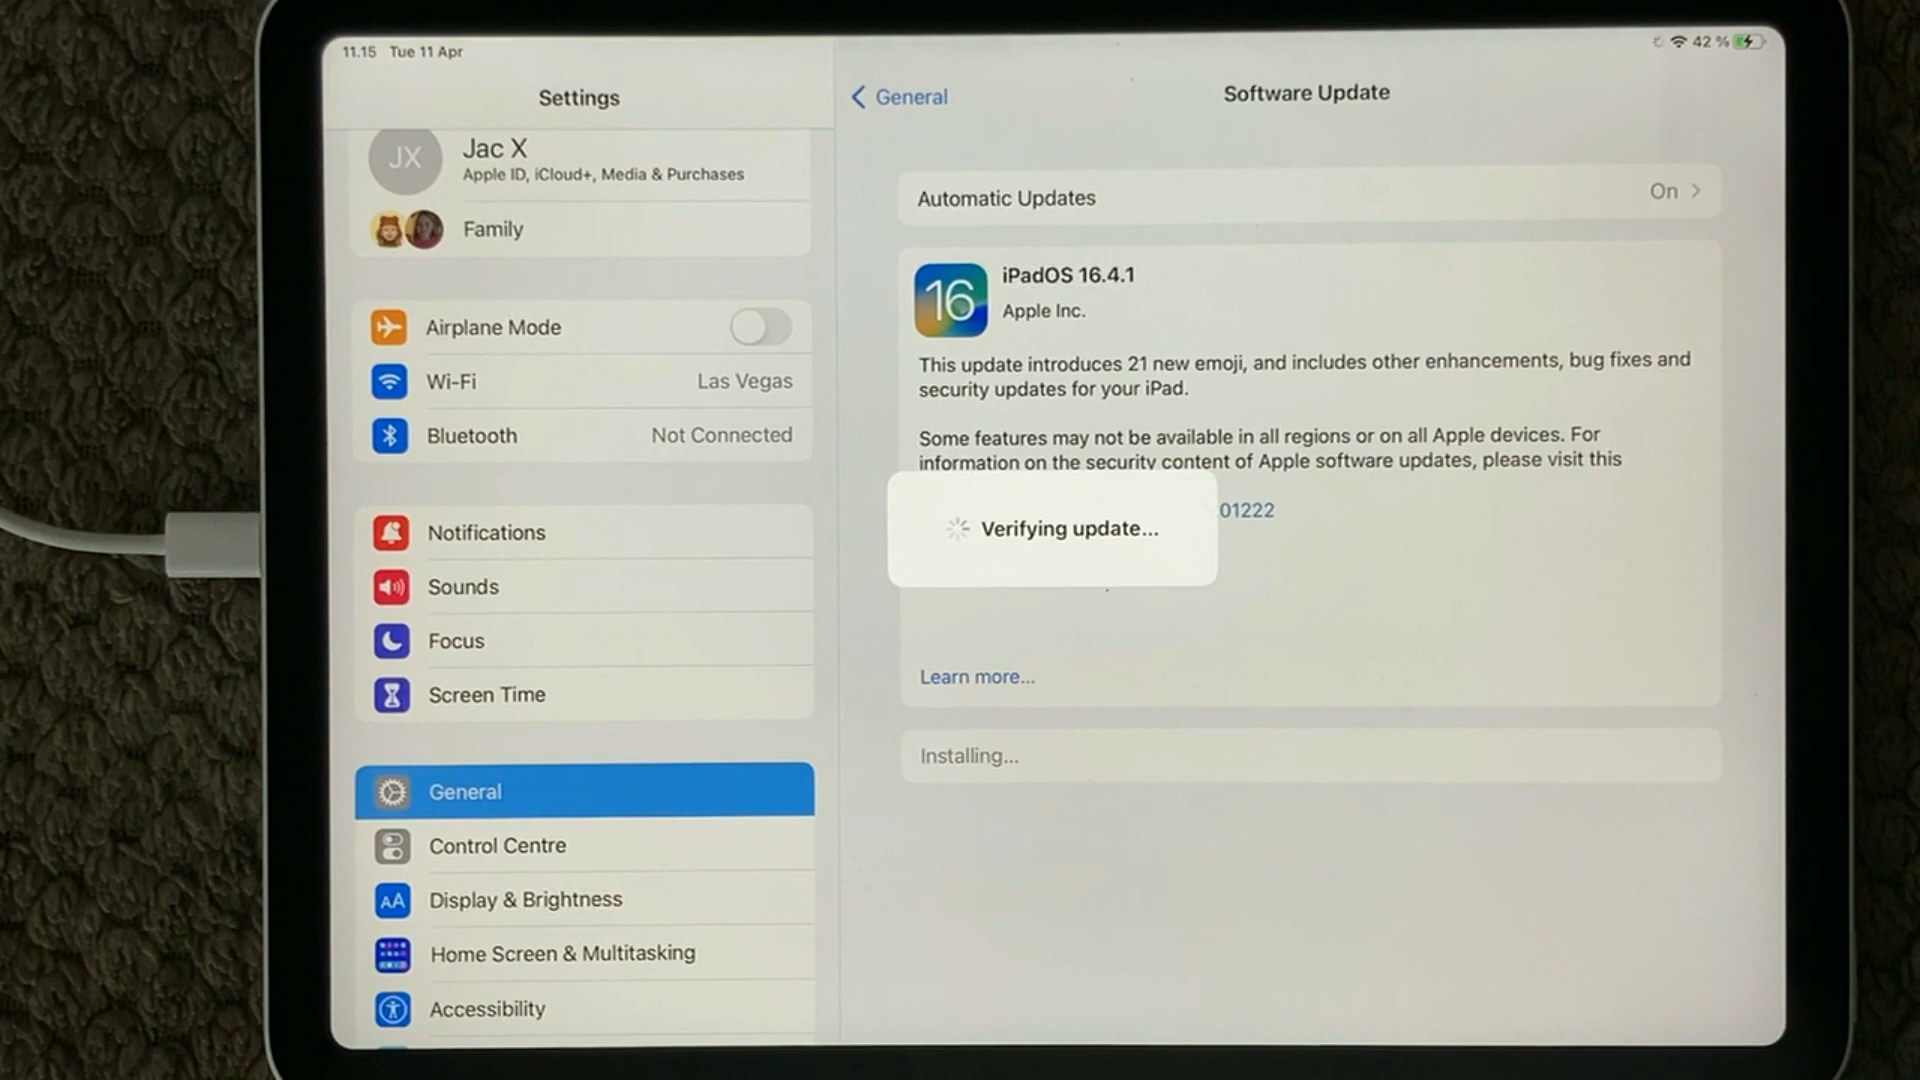 11.15 Tue 11 Apr
42 %
Settings
JX
Jac X
Apple ID, iCloud+, Media & Purchases
Family
Airplane Mode
Wi-Fi
Las Vegas
Bluetooth
Not Connected
Notifications
Sounds
Focus
Screen Time
General
Control Centre
AA
Display & Brightness
Home Screen & Multitasking
Accessibility
General
Software Update
Automatic Updates
On
16
iPadOS 16.4.1
Apple Inc.
This update introduces 21 new emoji, and includes other enhancements, bug fixes and
security updates for your iPad.
Some features may not be available in all regions or on all Apple devices. For
information on the security content of Apple software updates, please visit this
01222
Verifying update...
Learn more...
Installing...